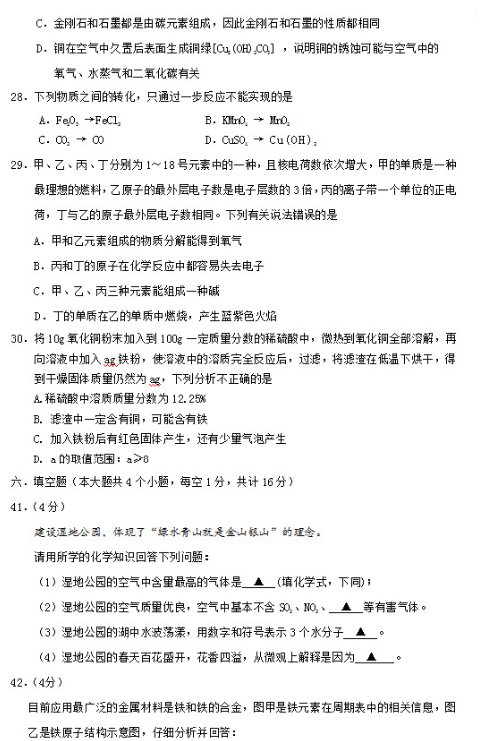 C．金刚石和石墨都是由碳元素组成，因此金刚石和石墨的性质都相同
D．铜在空气中久置后表面生成铜绿[Cu₂(OH)₂CO₃] ，说明铜的锈蚀可能与空气中的
氧气、水蒸气和二氧化碳有关
28．下列物质之间的转化，只通过一步反应不能实现的是
A．Fe₂O₃ →FeCl₂ B．KMnO₄ → MnO₂
C．CO₂ → CO D．CuSO₄ → Cu(OH)₂
29．甲、乙、丙、丁分别为1～18号元素中的一种，且核电荷数依次增大，甲的单质是一种
最理想的燃料，乙原子的最外层电子数是电子层数的3倍，丙的离子带一个单位的正电
荷，丁与乙的原子最外层电子数相同。下列有关说法错误的是
A．甲和乙元素组成的物质分解能得到氧气
B．丙和丁的原子在化学反应中都容易失去电子
C．甲、乙、丙三种元素能组成一种碱
D．丁的单质在乙的单质中燃烧，产生蓝紫色火焰
30．将10g氧化铜粉末加入到100g一定质量分数的稀硫酸中，微热到氧化铜全部溶解，再
向溶液中加入ag铁粉，使溶液中的溶质完全反应后，过滤，将滤渣在低温下烘干，得
到干燥固体质量仍然为ag，下列分析不正确的是
A.稀硫酸中溶质质量分数为12.25%
B. 滤渣中一定含有铜，可能含有铁
C. 加入铁粉后有红色固体产生，还有少量气泡产生
D. a的取值范围：a≥8
六．填空题（本大题共4个小题，每空1分，共计16分）
41．(4分)
建设湿地公园，体现了“绿水青山就是金山银山”的理念。
请用所学的化学知识回答下列问题：
（1）湿地公园的空气中含量最高的气体是 ▲ (填化学式，下同)；
（2）湿地公园的空气质量优良，空气中基本不含SO₂、NO₂、 ▲ 等有害气体。
（3）湿地公园的湖中水波荡漾，用数字和符号表示3个水分子 ▲ 。
（4）湿地公园的春天百花盛开，花香四溢，从微观上解释是因为 ▲ 。
42．(4分)
目前应用最广泛的金属材料是铁和铁的合金，图甲是铁元素在周期表中的相关信息，图
乙是铁原子结构示意图，仔细分析并回答：